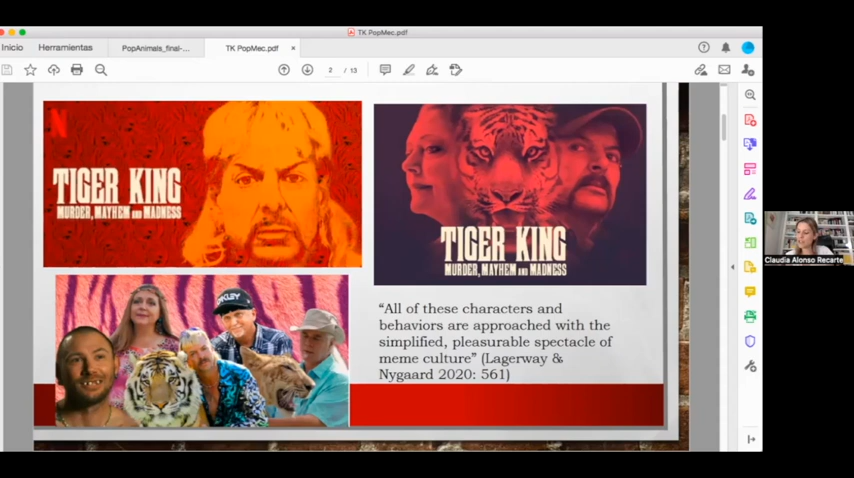 TK PopMec.pdf
Inicio
Herramientas
PopAnimals_final-...
TK PopMec.pdf
×
2 / 13
N
TIGER KING
MURDER, MAYHEM AND MADNESS
TIGER KING
MURDER, MAYHEM AND MADNESS
OAKLEY
“All of these characters and
behaviors are approached with the
simplified, pleasurable spectacle of
meme culture” (Lagerway &
Nygaard 2020: 561)
Claudia Alonso Recarte